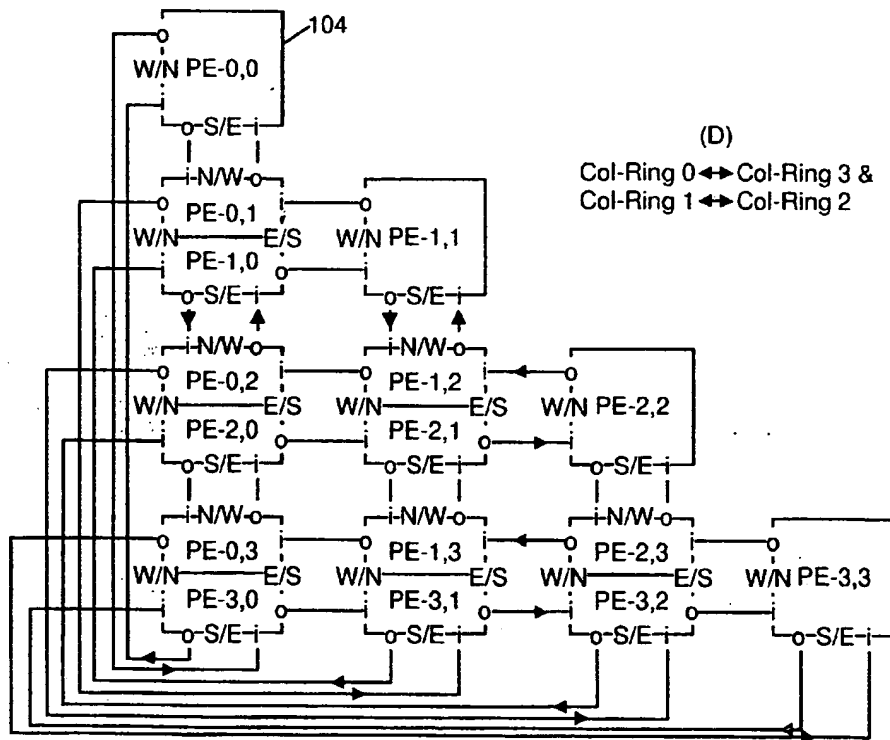 104
o
W/N PE-0,0
i
o S/E i
(D)
Col-Ring 0 ↔ Col-Ring 3 &
Col-Ring 1 ↔ Col-Ring 2
i N/W o
o PE-0,1 i o
W/N E/S W/N PE-1,1
i PE-1,0 o i
o S/E i o S/E i
i N/W o i N/W o
o PE-0,2 i o PE-1,2 i o
W/N E/S W/N E/S W/N PE-2,2
i PE-2,0 o i PE-2,1 o i
o S/E i o S/E i o S/E i
i N/W o i N/W o i N/W o
o PE-0,3 i o PE-1,3 i o PE-2,3 i o
W/N E/S W/N E/S W/N E/S W/N PE-3,3
i PE-3,0 o i PE-3,1 o i PE-3,2 o i
o S/E i o S/E i o S/E i o S/E i